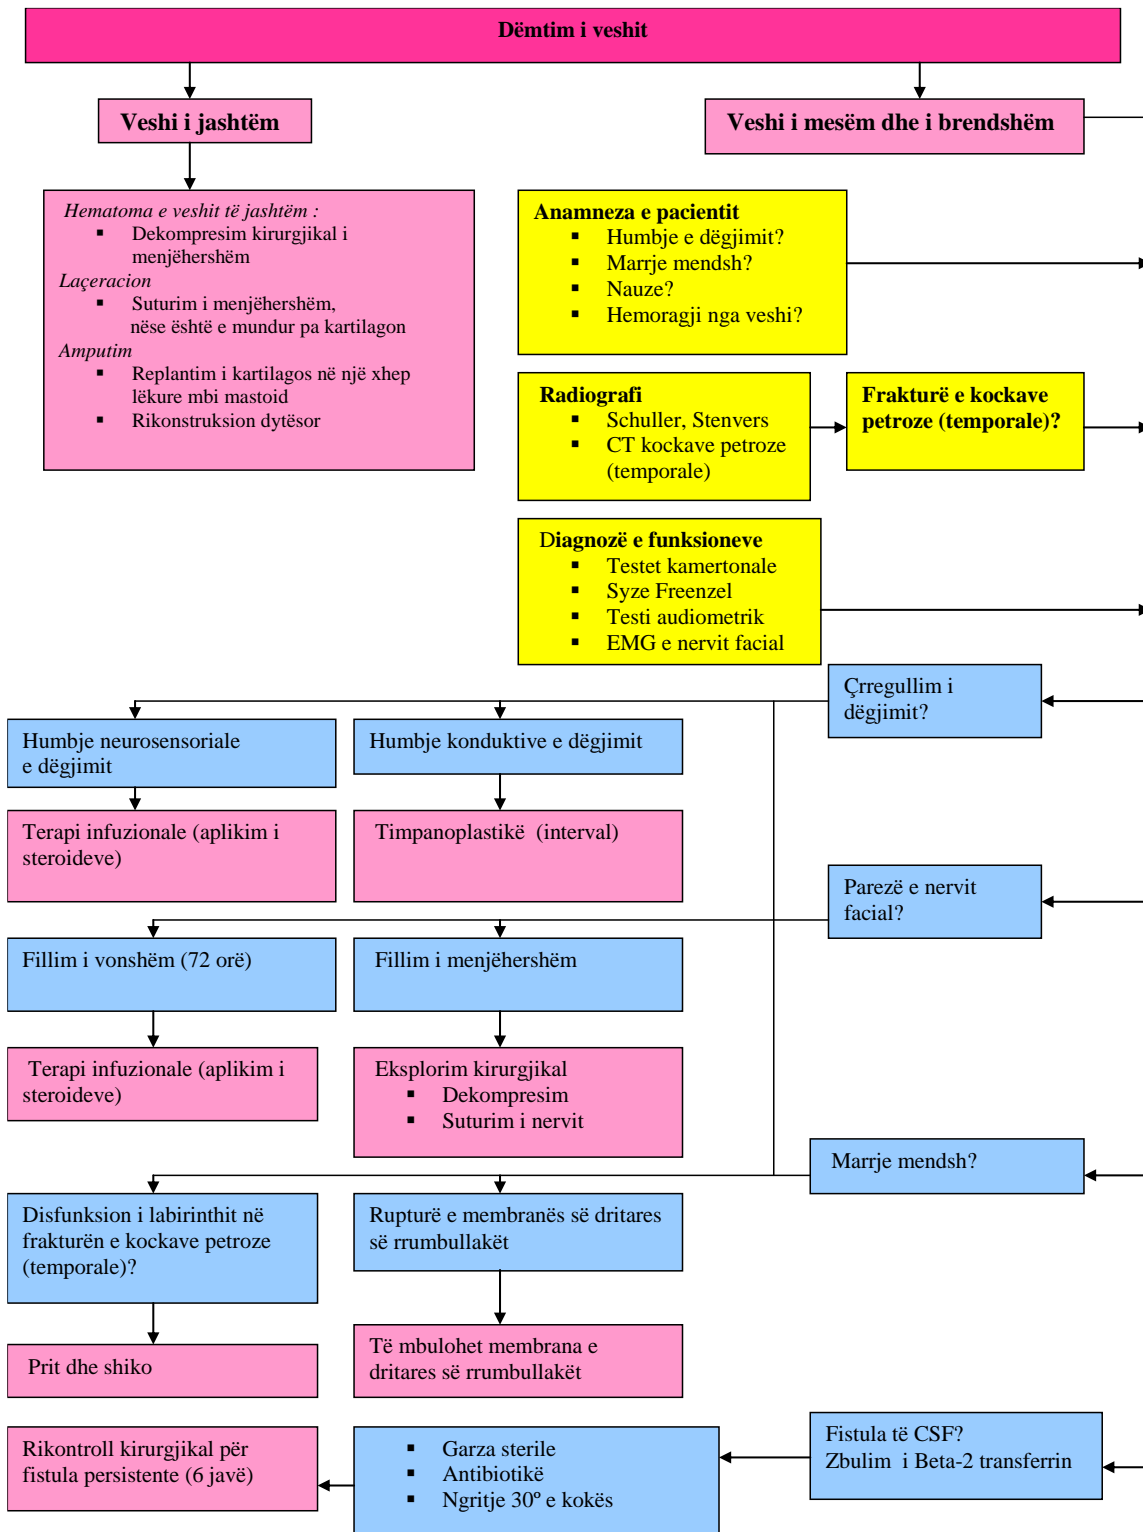 Dëmtim i veshit
Veshi i jashtëm
Veshi i mesëm dhe i brendshëm
Hematoma e veshit të jashtëm :
▪ Dekompresim kirurgjikal i
menjëhershëm
Laçeracion
▪ Suturim i menjëhershëm,
nëse është e mundur pa kartilagon
Amputim
▪ Replantim i kartilagos në një xhep
lëkure mbi mastoid
▪ Rikonstruksion dytësor
Anamneza e pacientit
▪ Humbje e dëgjimit?
▪ Marrje mendsh?
▪ Nauze?
▪ Hemoragji nga veshi?
Radiografi
▪ Schuller, Stenvers
▪ CT kockave petroze
(temporale)
Frakturë e kockave
petroze (temporale)?
Diagnozë e funksioneve
▪ Testet kamertonale
▪ Syze Freenzel
▪ Testi audiometrik
▪ EMG e nervit facial
Çrregullim i
dëgjimit?
Humbje neurosensoriale
e dëgjimit
Humbje konduktive e dëgjimit
Terapi infuzionale (aplikim i
steroideve)
Timpanoplastikë (interval)
Parezë e nervit
facial?
Fillim i vonshëm (72 orë)
Fillim i menjëhershëm
Terapi infuzionale (aplikim i
steroideve)
Eksplorim kirurgjikal
▪ Dekompresim
▪ Suturim i nervit
Marrje mendsh?
Disfunksion i labirinthit në
frakturën e kockave petroze
(temporale)?
Rupturë e membranës së dritares
së rrumbullakët
Prit dhe shiko
Të mbulohet membrana e
dritares së rrumbullakët
Fistula të CSF?
Zbulim i Beta-2 transferrin
▪ Garza sterile
▪ Antibiotikë
▪ Ngritje 30º e kokës
Rikontroll kirurgjikal për
fistula persistente (6 javë)